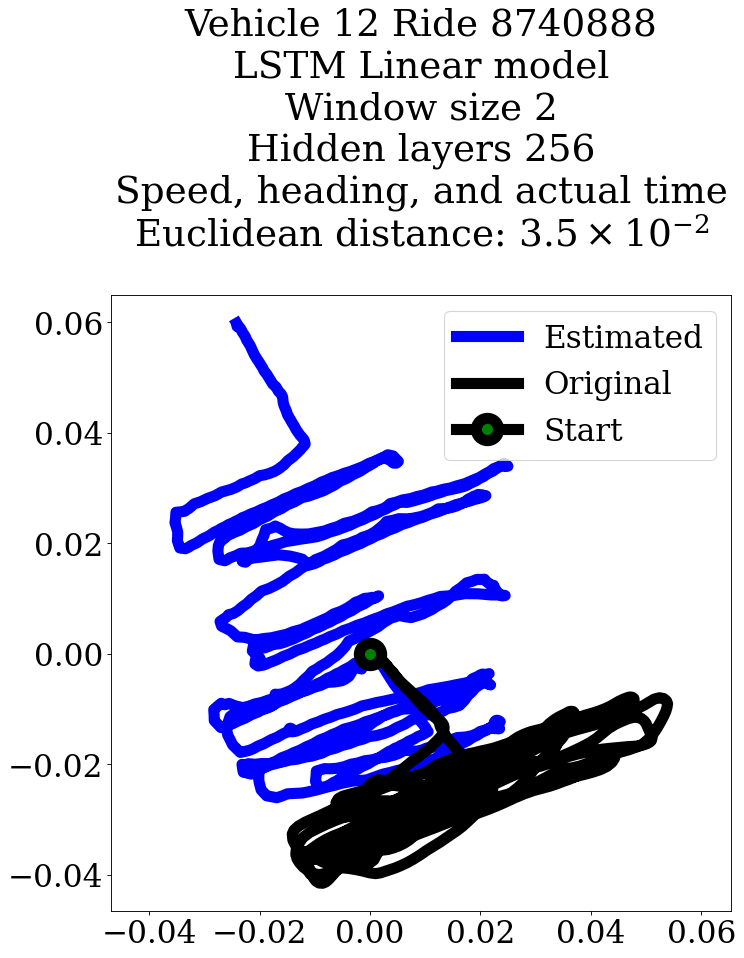 Vehicle 12 Ride 8740888
LSTM Linear model
Window size 2
Hidden layers 256
Speed, heading, and actual time
Euclidean distance: 3.5 × 10⁻²
Estimated
Original
Start
0.06
0.04
0.02
0.00
−0.02
−0.04
−0.04 −0.02 0.00 0.02 0.04 0.06